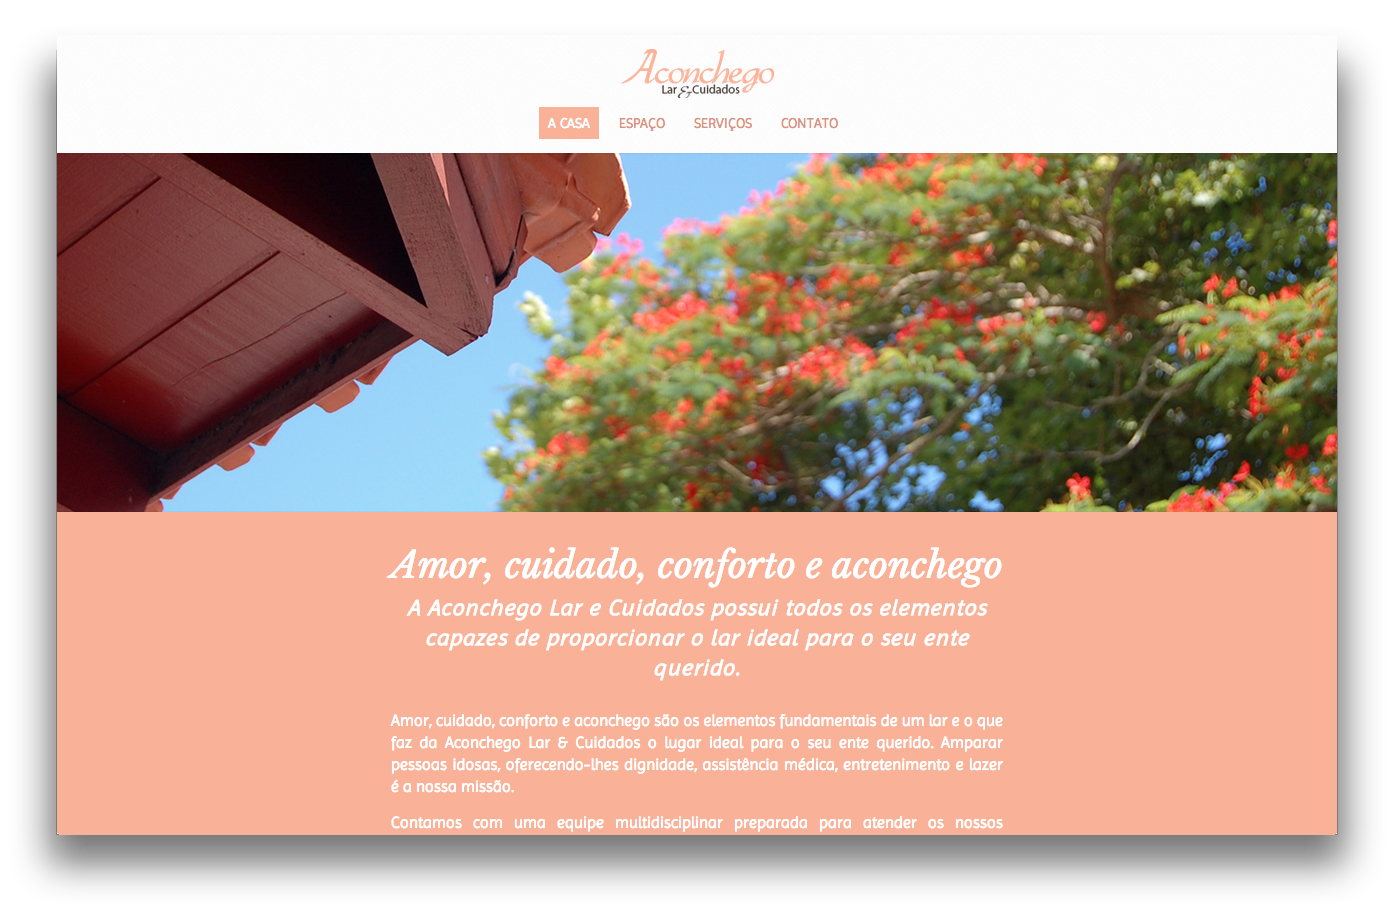 Aconchego
Lar & Cuidados
A CASA ESPAÇO SERVIÇOS CONTATO
Amor, cuidado, conforto e aconchego
A Aconchego Lar e Cuidados possui todos os elementos
capazes de proporcionar o lar ideal para o seu ente
querido.
Amor, cuidado, conforto e aconchego são os elementos fundamentais de um lar e o que
faz da Aconchego Lar & Cuidados o lugar ideal para o seu ente querido. Amparar
pessoas idosas, oferecendo-lhes dignidade, assistência médica, entretenimento e lazer
é a nossa missão.
Contamos com uma equipe multidisciplinar preparada para atender os nossos